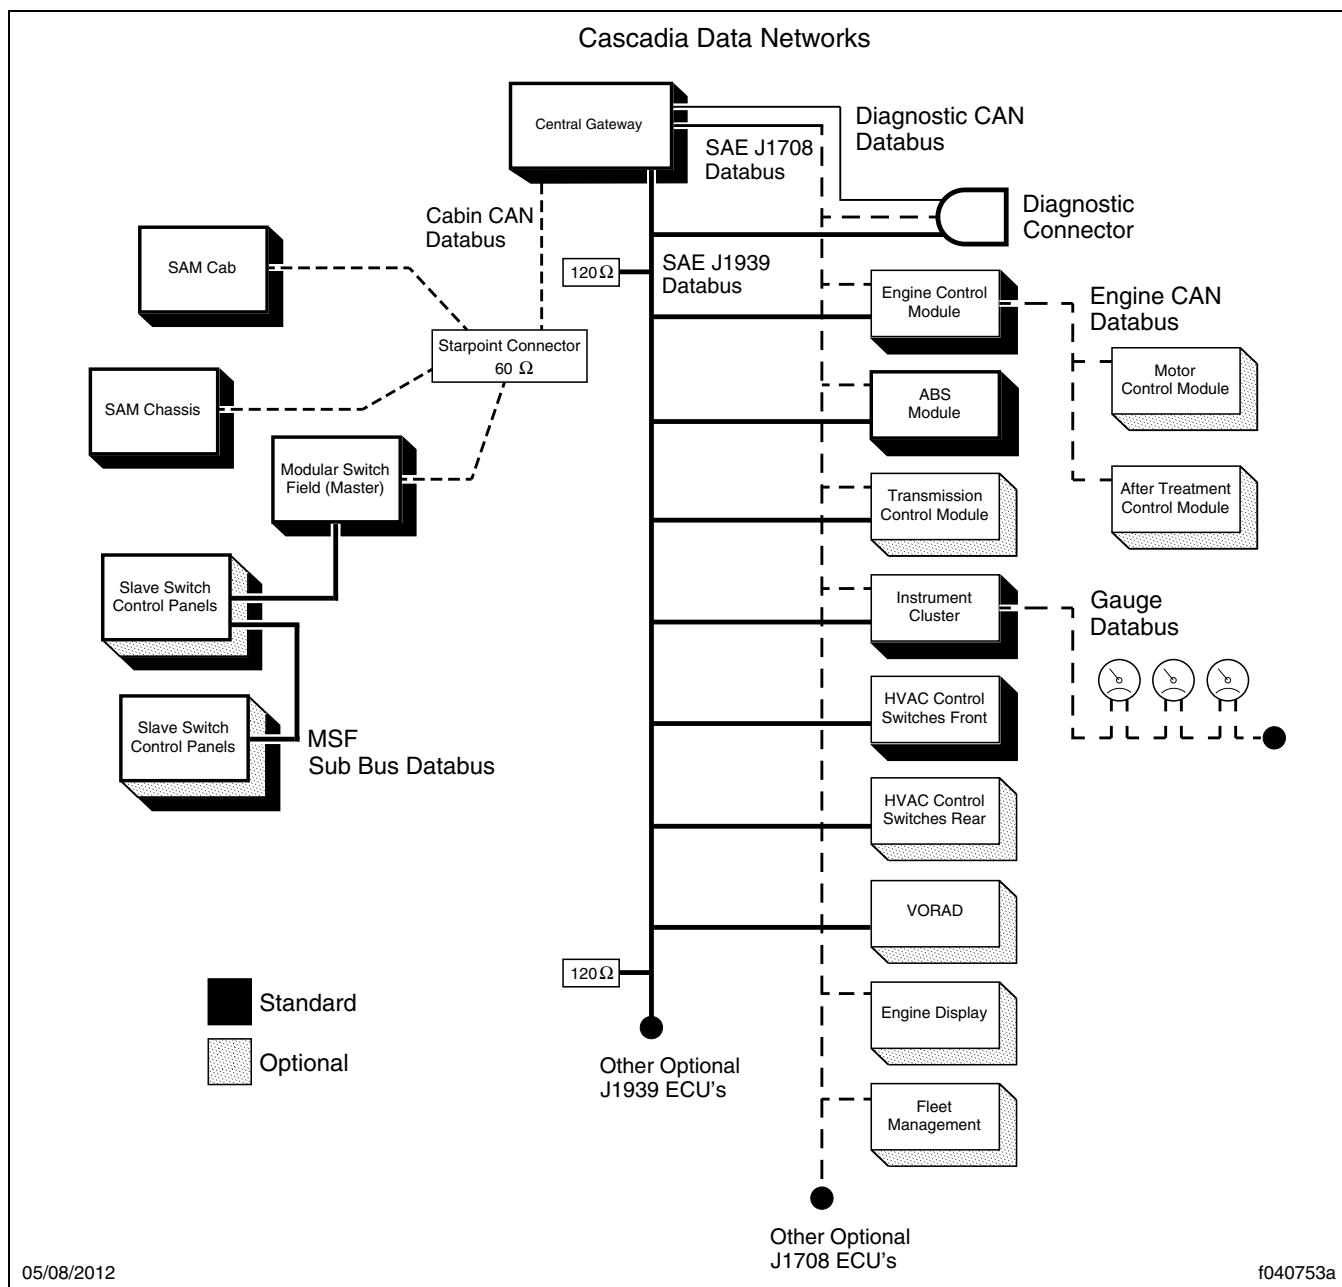 Cascadia Data Networks
Central Gateway
Diagnostic CAN
Databus
SAE J1708
Databus
Diagnostic
Connector
Cabin CAN
Databus
SAM Cab
120Ω
SAE J1939
Databus
Engine Control
Module
Engine CAN
Databus
Starpoint Connector
60 Ω
Motor
Control Module
SAM Chassis
ABS
Module
Modular Switch
Field (Master)
Transmission
Control Module
After Treatment
Control Module
Slave Switch
Control Panels
Instrument
Cluster
Gauge
Databus
HVAC Control
Switches Front
Slave Switch
Control Panels
MSF
Sub Bus Databus
HVAC Control
Switches Rear
VORAD
120Ω
Standard
Optional
Engine Display
Other Optional
J1939 ECU's
Fleet
Management
Other Optional
J1708 ECU's
05/08/2012
f040753a